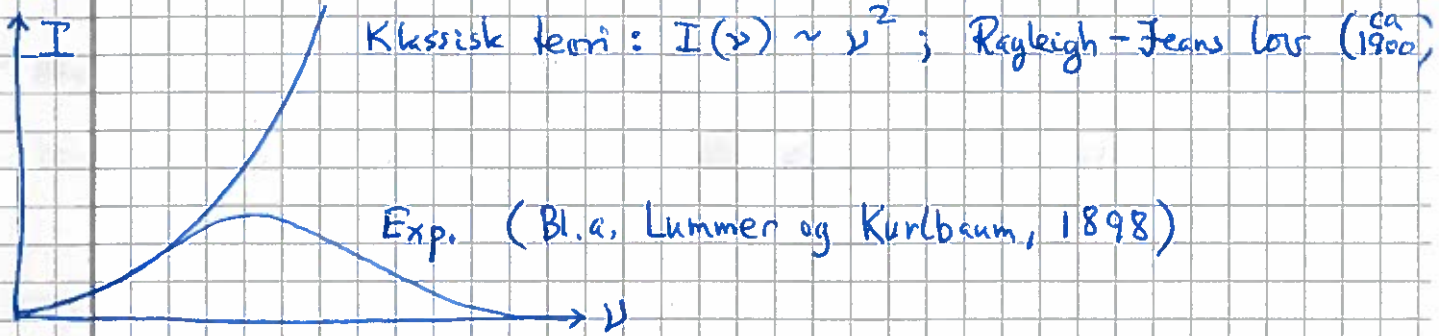 I Klassisk teori : I(ν) ~ ν² ; Rayleigh-Jeans lov (ca 1900)
Exp. (Bl.a. Lummer og Kurlbaum, 1898)
ν